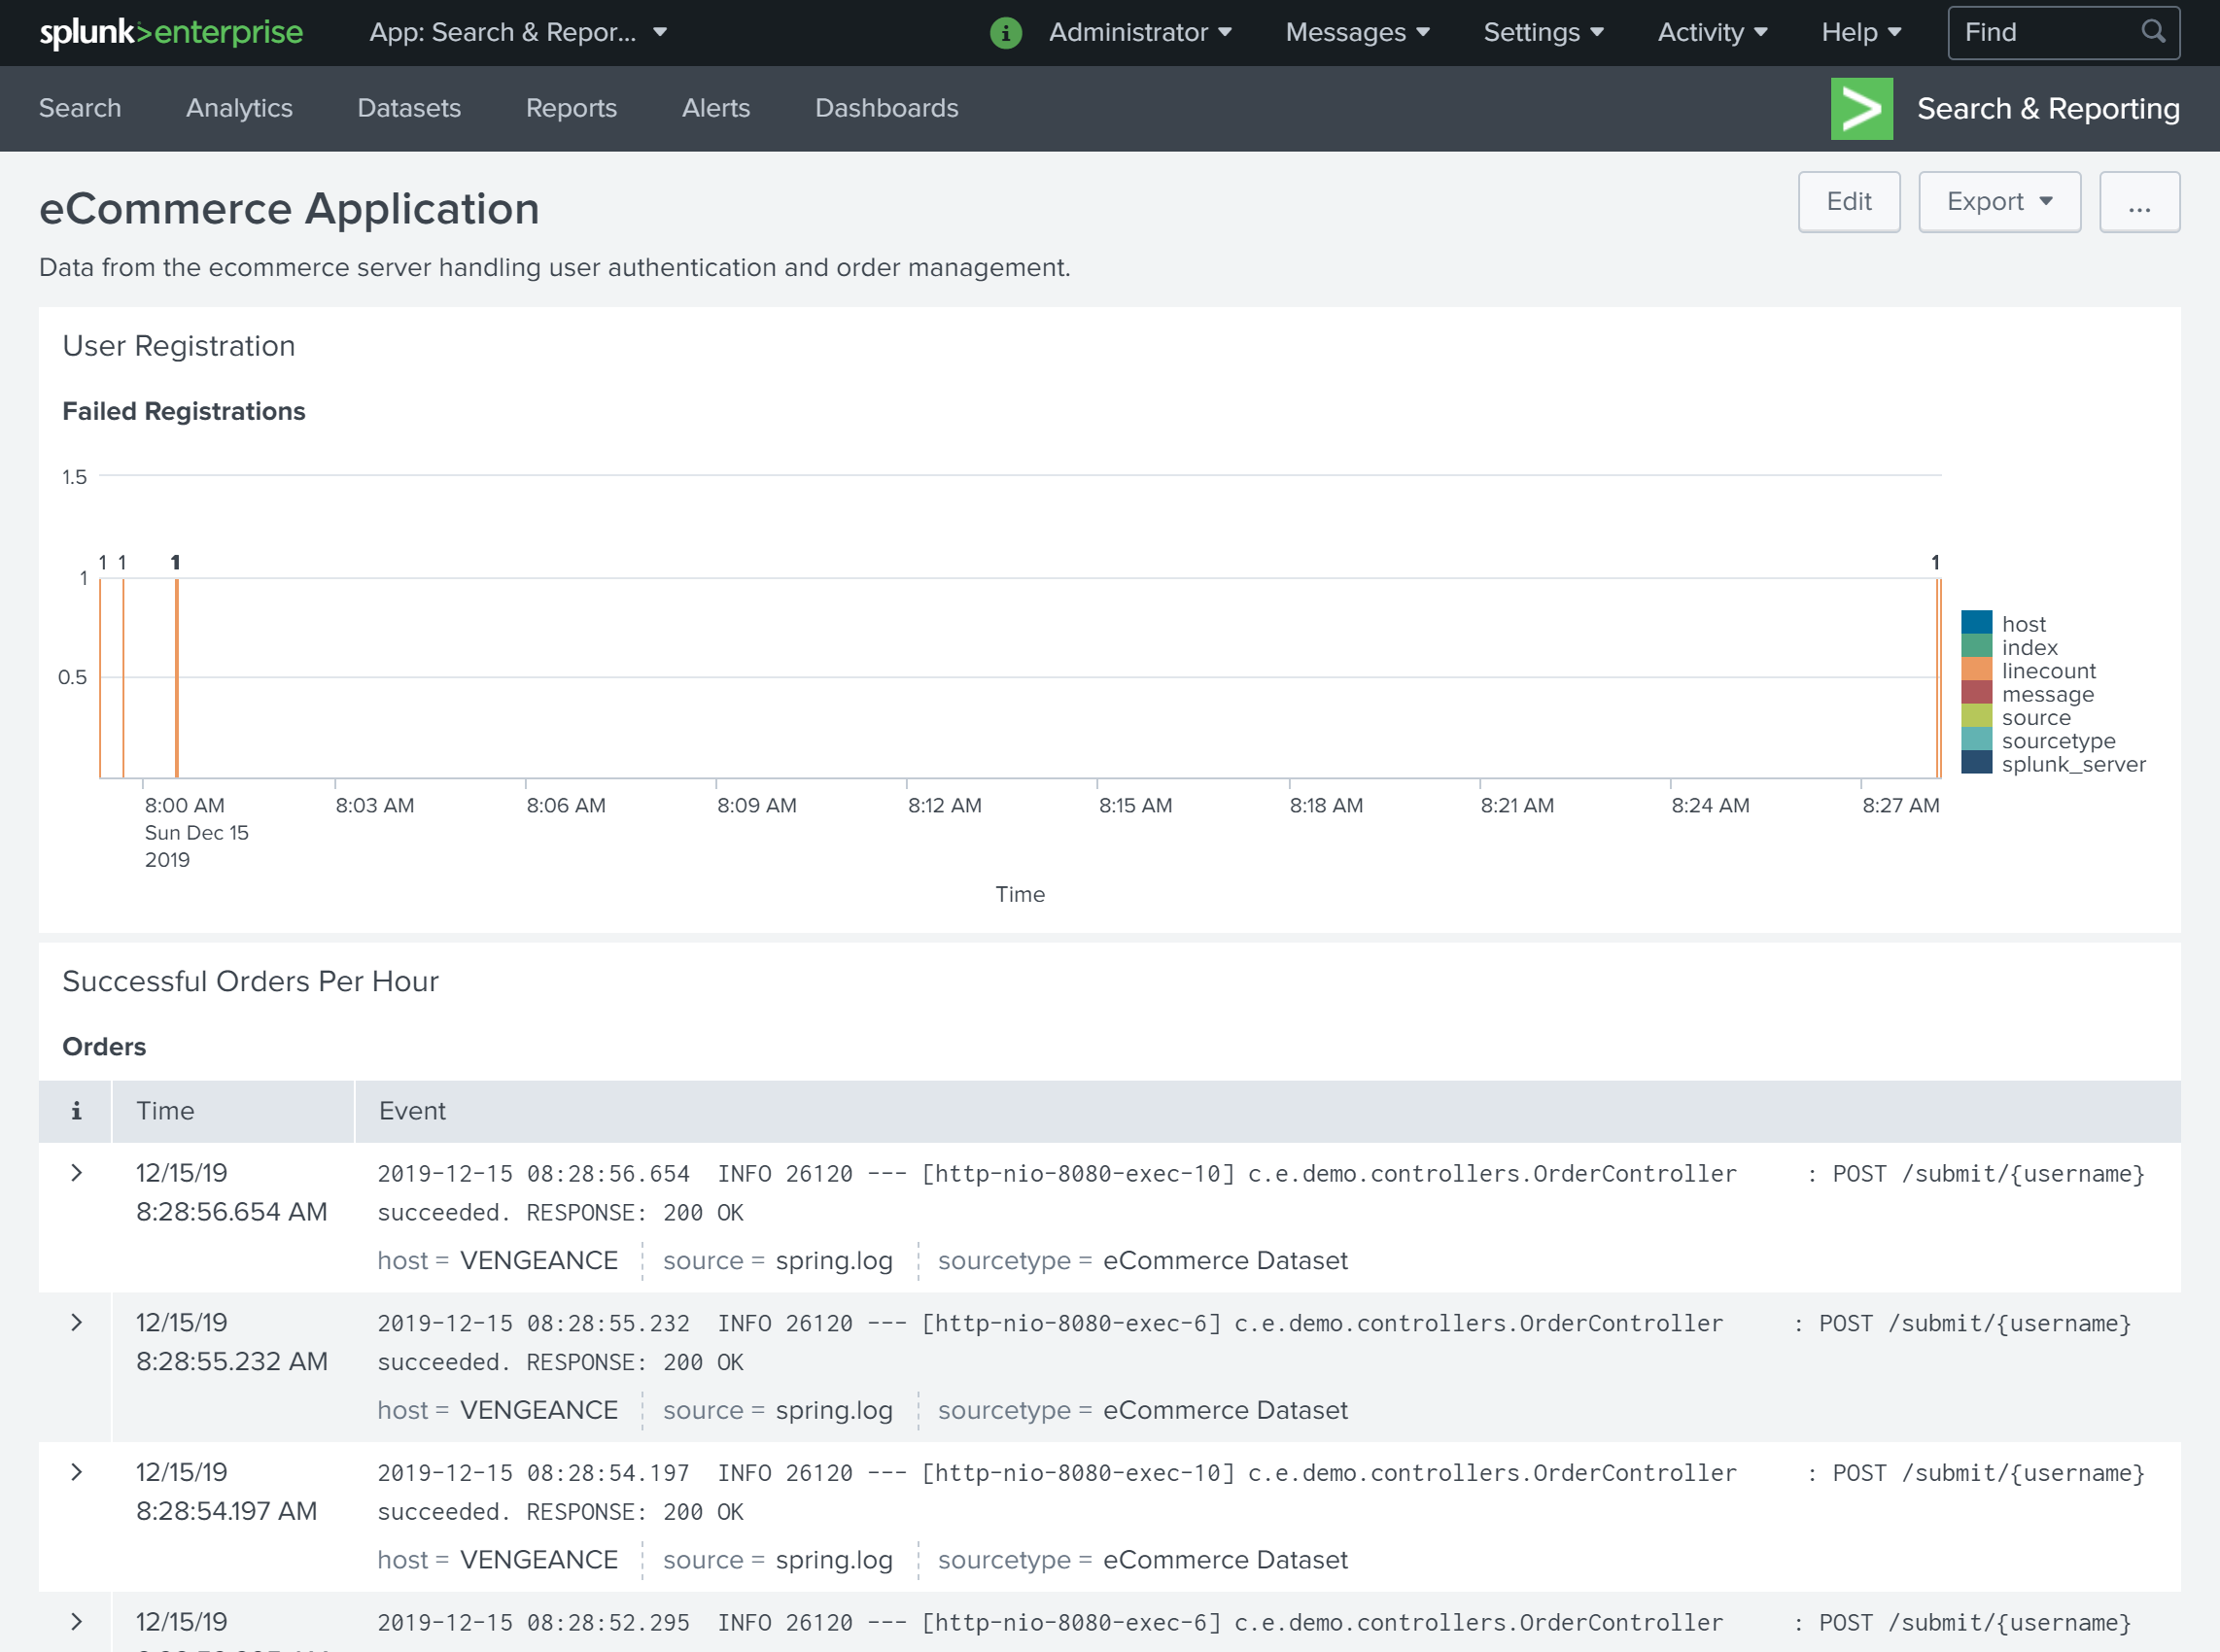 splunk>enterprise App: Search & Repor... i Administrator Messages Settings Activity Help Find
Search Analytics Datasets Reports Alerts Dashboards > Search & Reporting
eCommerce Application Edit Export ...
Data from the ecommerce server handling user authentication and order management.
User Registration
Failed Registrations
1.5
1 1 1 1
1
0.5
host
index
linecount
message
source
sourcetype
splunk_server
8:00 AM 8:03 AM 8:06 AM 8:09 AM 8:12 AM 8:15 AM 8:18 AM 8:21 AM 8:24 AM 8:27 AM
Sun Dec 15
2019
Time
Successful Orders Per Hour
Orders
i Time Event
12/15/19 2019-12-15 08:28:56.654 INFO 26120 --- [http-nio-8080-exec-10] c.e.demo.controllers.OrderController : POST /submit/{username}
8:28:56.654 AM succeeded. RESPONSE: 200 OK
host = VENGEANCE source = spring.log sourcetype = eCommerce Dataset
12/15/19 2019-12-15 08:28:55.232 INFO 26120 --- [http-nio-8080-exec-6] c.e.demo.controllers.OrderController : POST /submit/{username}
8:28:55.232 AM succeeded. RESPONSE: 200 OK
host = VENGEANCE source = spring.log sourcetype = eCommerce Dataset
12/15/19 2019-12-15 08:28:54.197 INFO 26120 --- [http-nio-8080-exec-10] c.e.demo.controllers.OrderController : POST /submit/{username}
8:28:54.197 AM succeeded. RESPONSE: 200 OK
host = VENGEANCE source = spring.log sourcetype = eCommerce Dataset
12/15/19 2019-12-15 08:28:52.295 INFO 26120 --- [http-nio-8080-exec-6] c.e.demo.controllers.OrderController : POST /submit/{username}